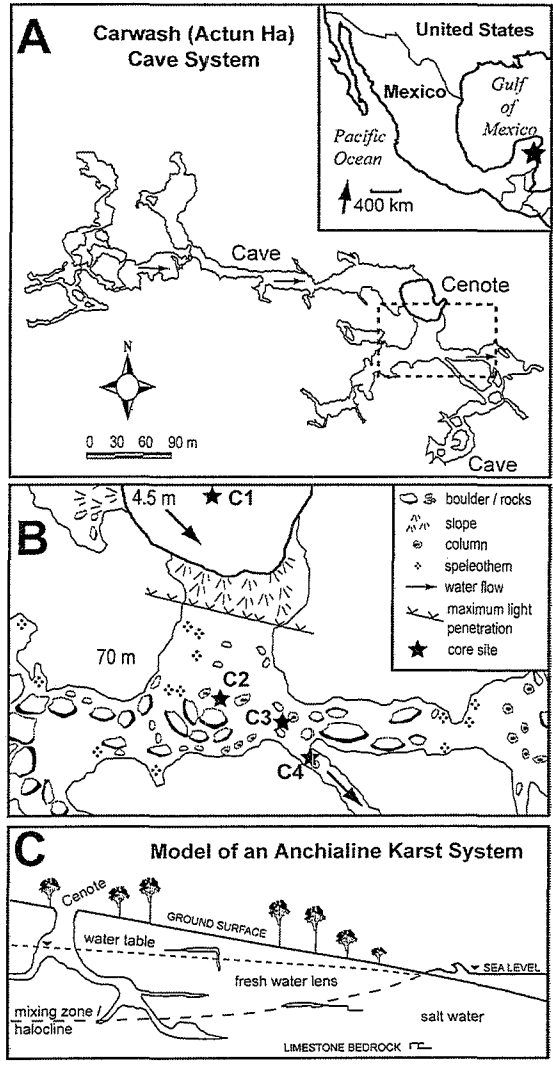 A
Carwash (Actun Ha)
Cave System
United States
Gulf
of
Mexico
Mexico
Pacific
Ocean
400 km
Cave
Cenote
N
0 30 60 90 m
Cave
B
4.5 m
C1
70 m
C2
C3
C4
boulder / rocks
slope
column
speleothem
water flow
maximum light
penetration
core site
C
Model of an Anchialine Karst System
Cenote
GROUND SURFACE
water table
SEA LEVEL
fresh water lens
mixing zone /
halocline
salt water
LIMESTONE BEDROCK